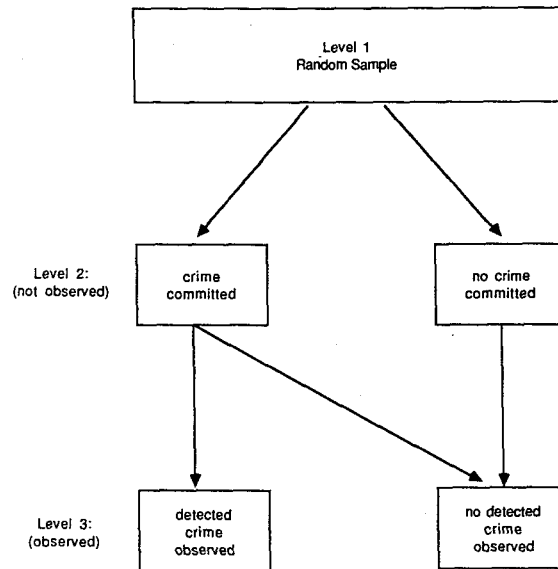 Level 1
Random Sample
Level 2:
(not observed)
crime
committed
no crime
committed
Level 3:
(observed)
detected
crime
observed
no detected
crime
observed